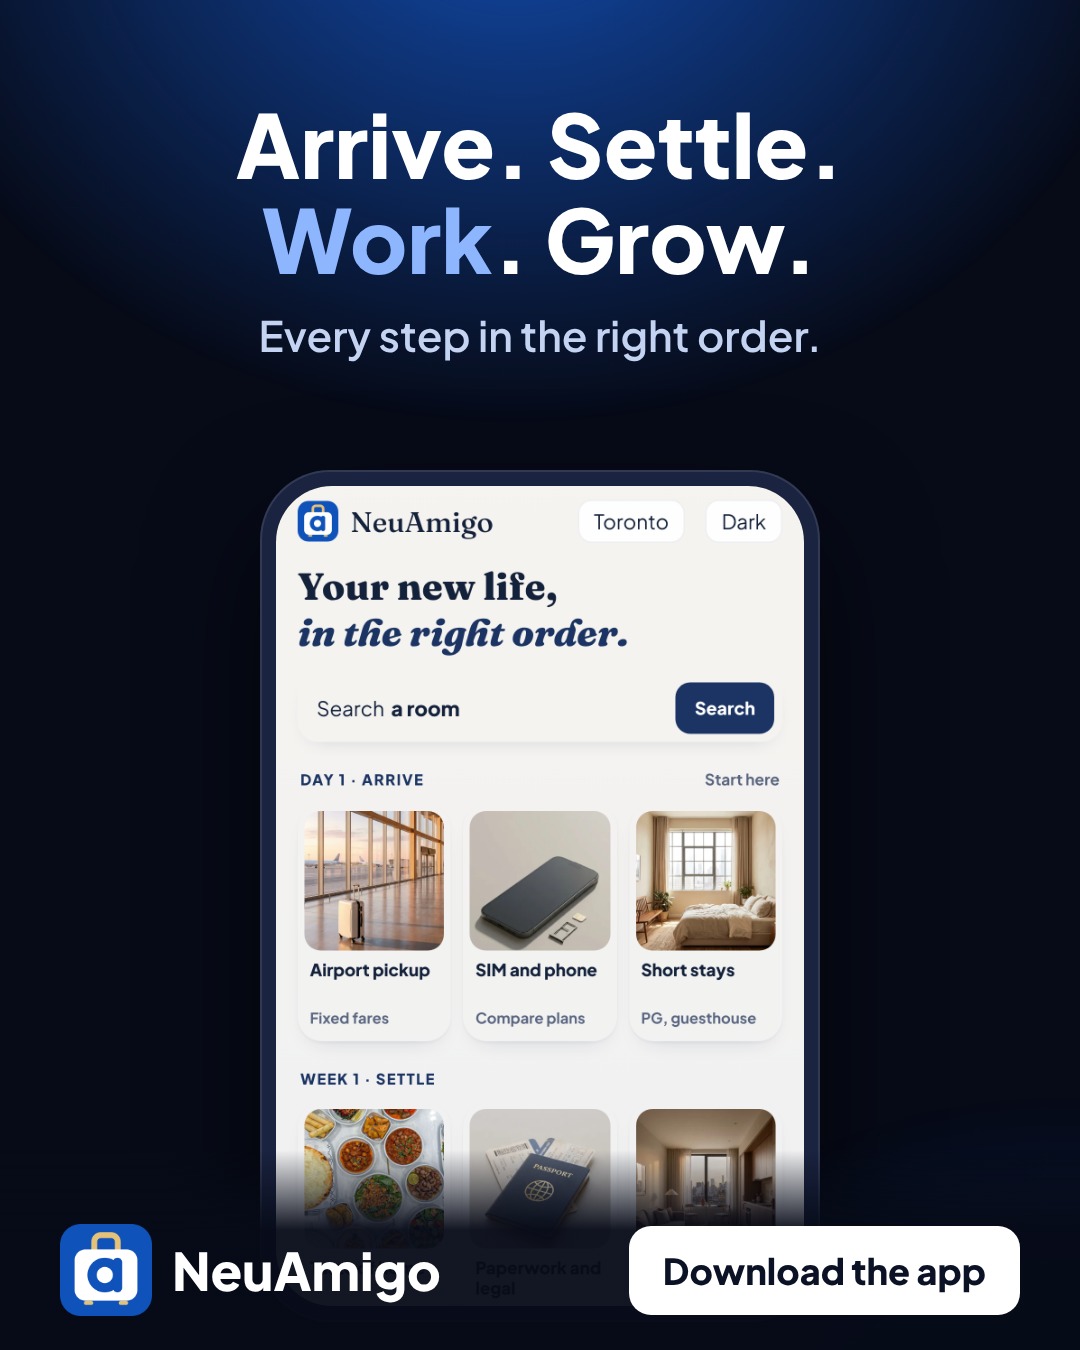 Arrive. Settle.
Work. Grow.
Every step in the right order.
a NeuAmigo
Toronto
Dark
Your new life,
in the right order.
Search a room
Search
DAY 1 · ARRIVE
Start here
Airport pickup
Fixed fares
SIM and phone
Compare plans
Short stays
PG, guesthouse
WEEK 1 · SETTLE
PASSPORT
Paperwork and
legal
a NeuAmigo
Download the app